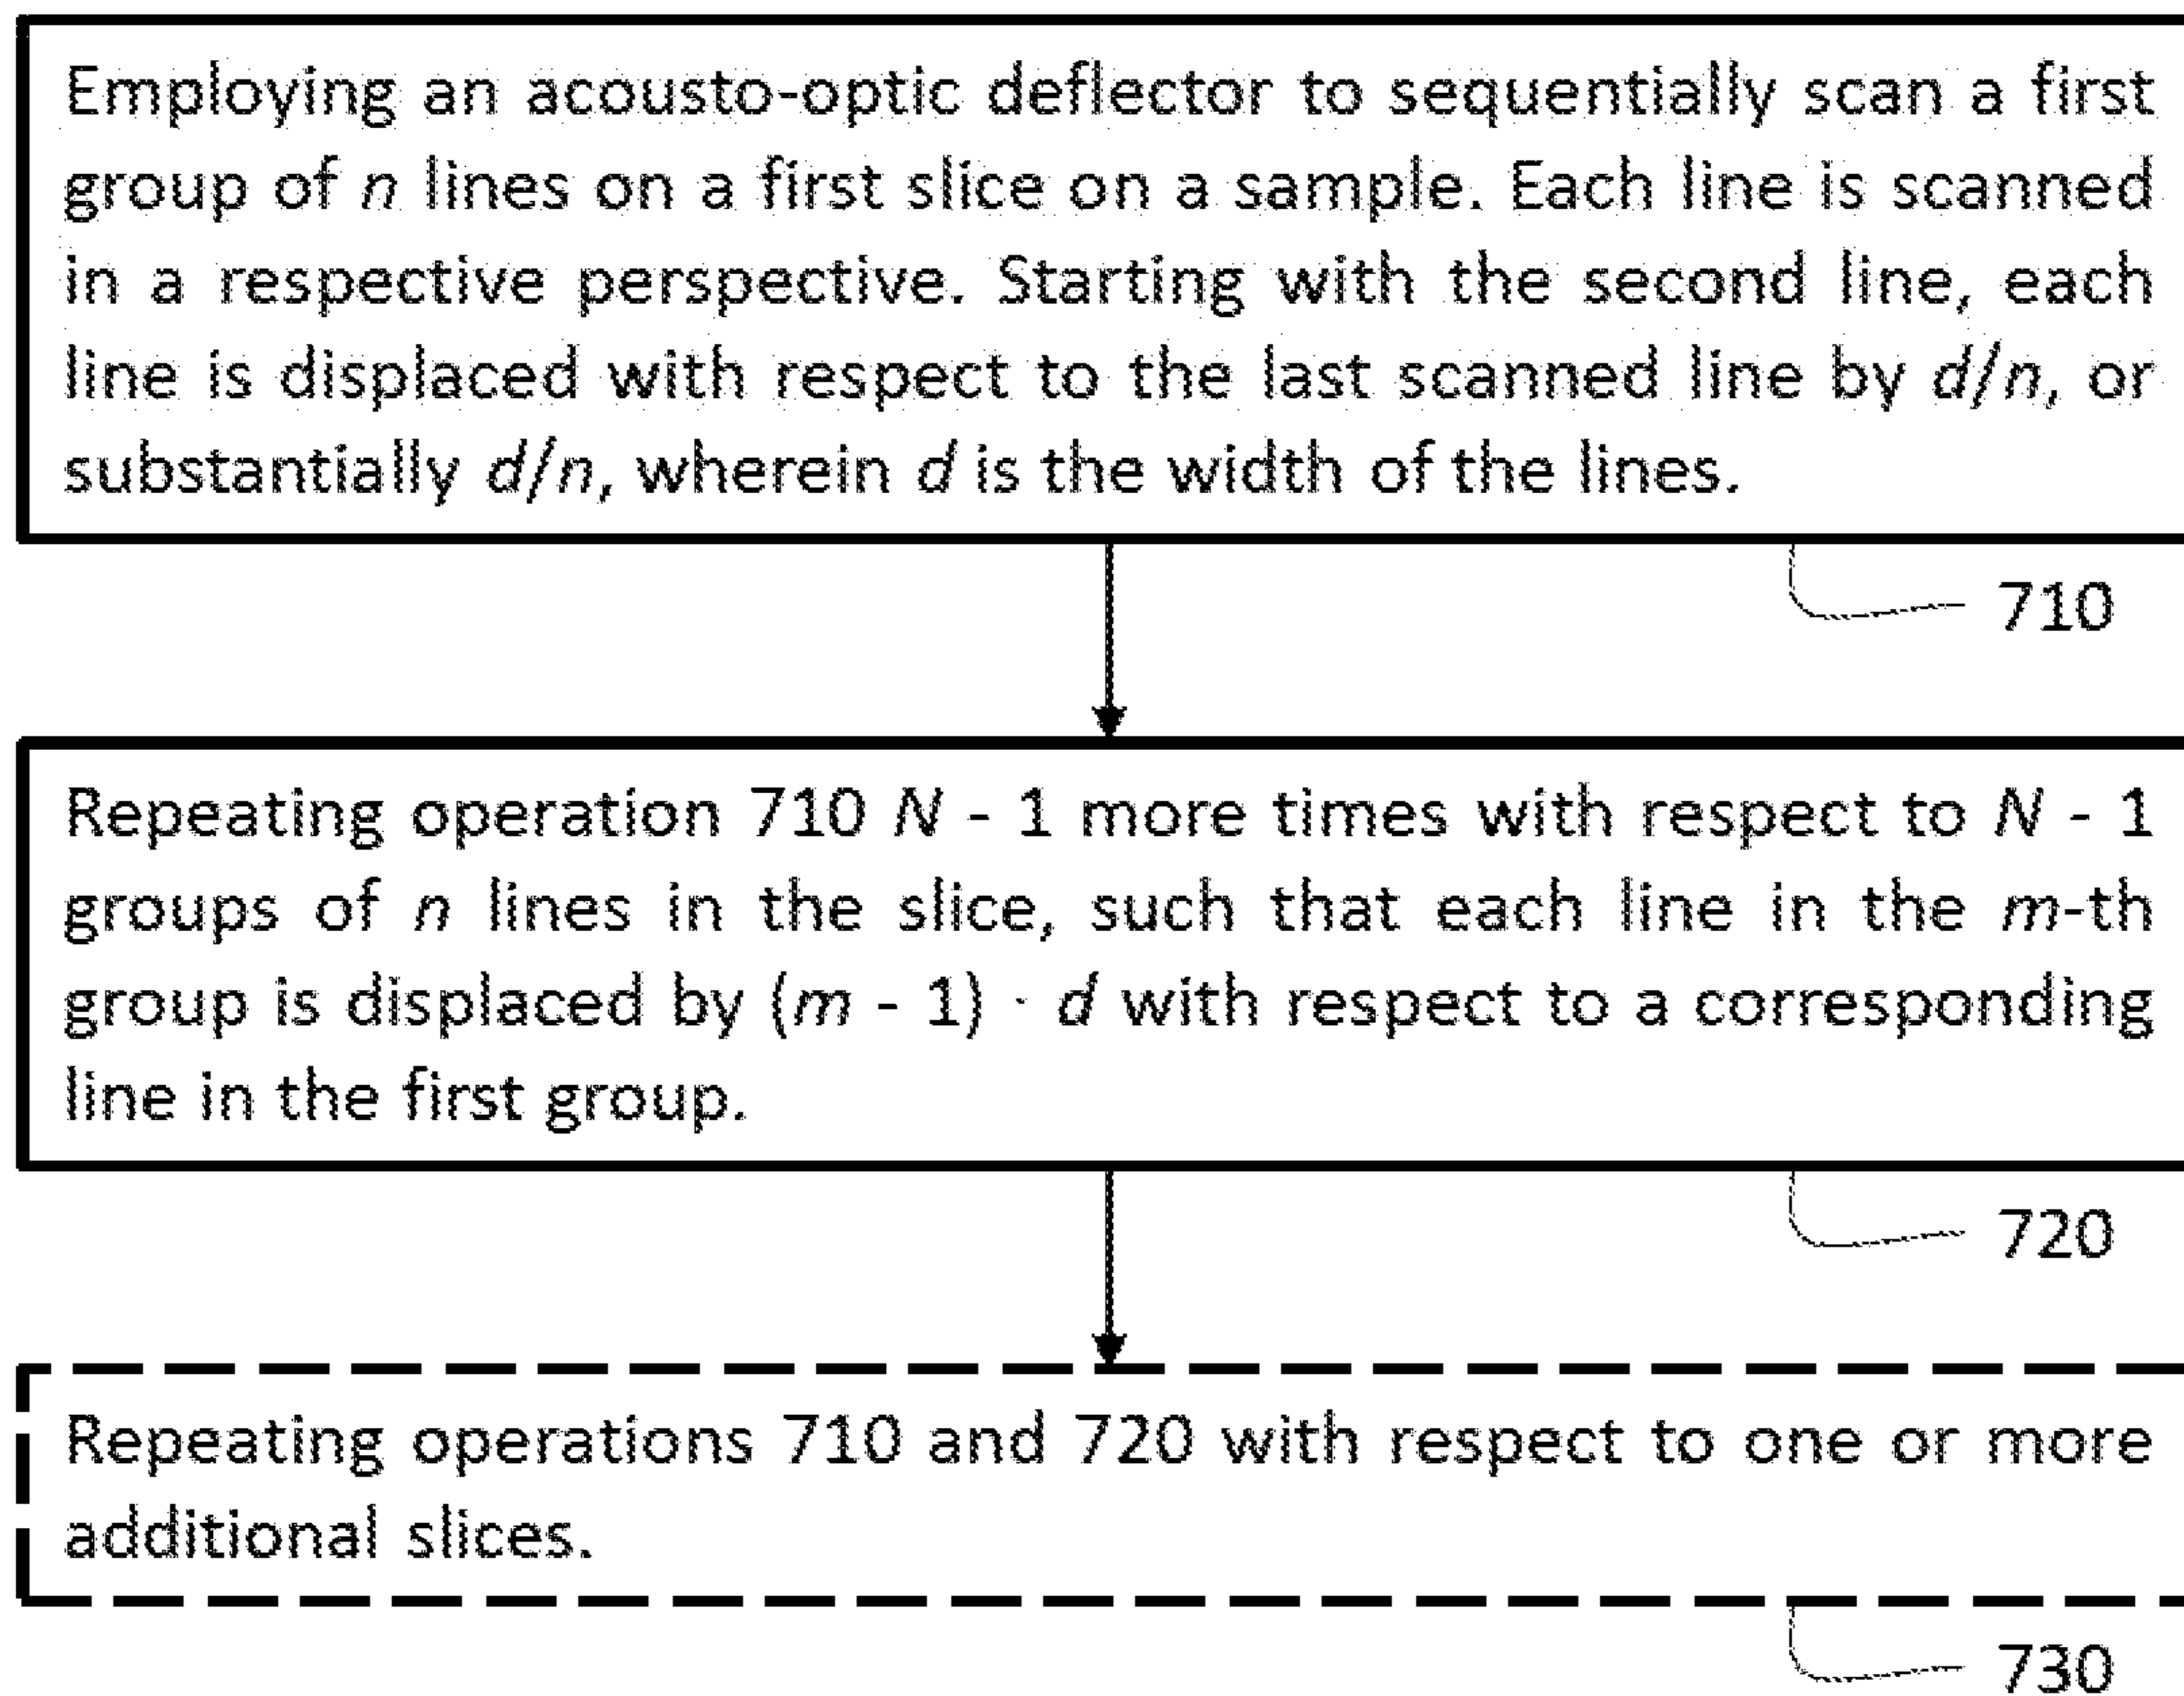 Employing an acousto-optic deflector to sequentially scan a first
group of n lines on a first slice on a sample. Each line is scanned
in a respective perspective. Starting with the second line, each
line is displaced with respect to the last scanned line by d/n, or
substantially d/n, wherein d is the width of the lines.
710
Repeating operation 710 N - 1 more times with respect to N - 1
groups of n lines in the slice, such that each line in the m-th
group is displaced by (m - 1) · d with respect to a corresponding
line in the first group.
720
Repeating operations 710 and 720 with respect to one or more
additional slices.
730